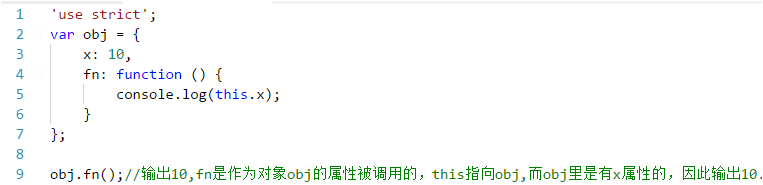 1 'use strict';
2 var obj = {
3     x: 10,
4     fn: function () {
5         console.log(this.x);
6     }
7 };
8
9 obj.fn();//输出10,fn是作为对象obj的属性被调用的，this指向obj,而obj里是有x属性的，因此输出10.